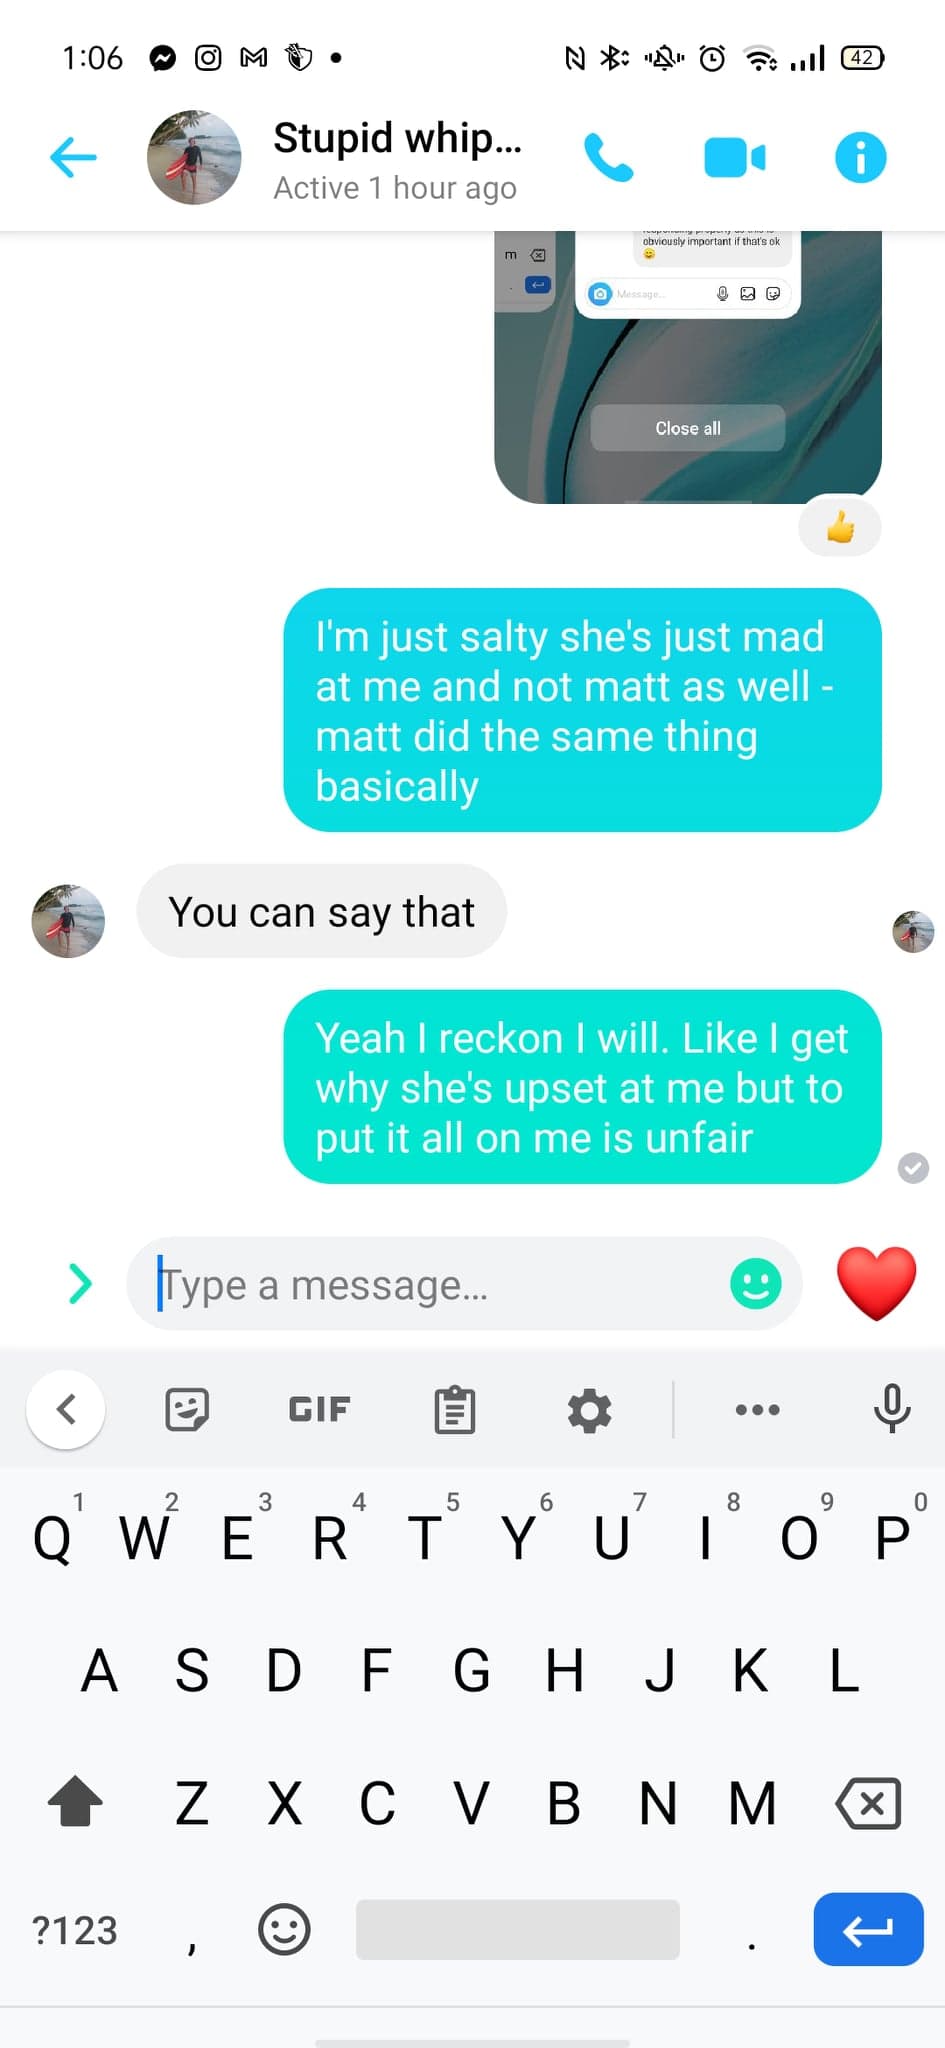 1:06
42
Stupid whip...
Active 1 hour ago
obviously important if that's ok
m
Message...
Close all
I'm just salty she's just mad
at me and not matt as well -
matt did the same thing
basically
You can say that
Yeah I reckon I will. Like I get
why she's upset at me but to
put it all on me is unfair
Type a message...
GIF
1 2 3 4 5 6 7 8 9 0
Q W E R T Y U I O P
A S D F G H J K L
Z X C V B N M
?123 , .